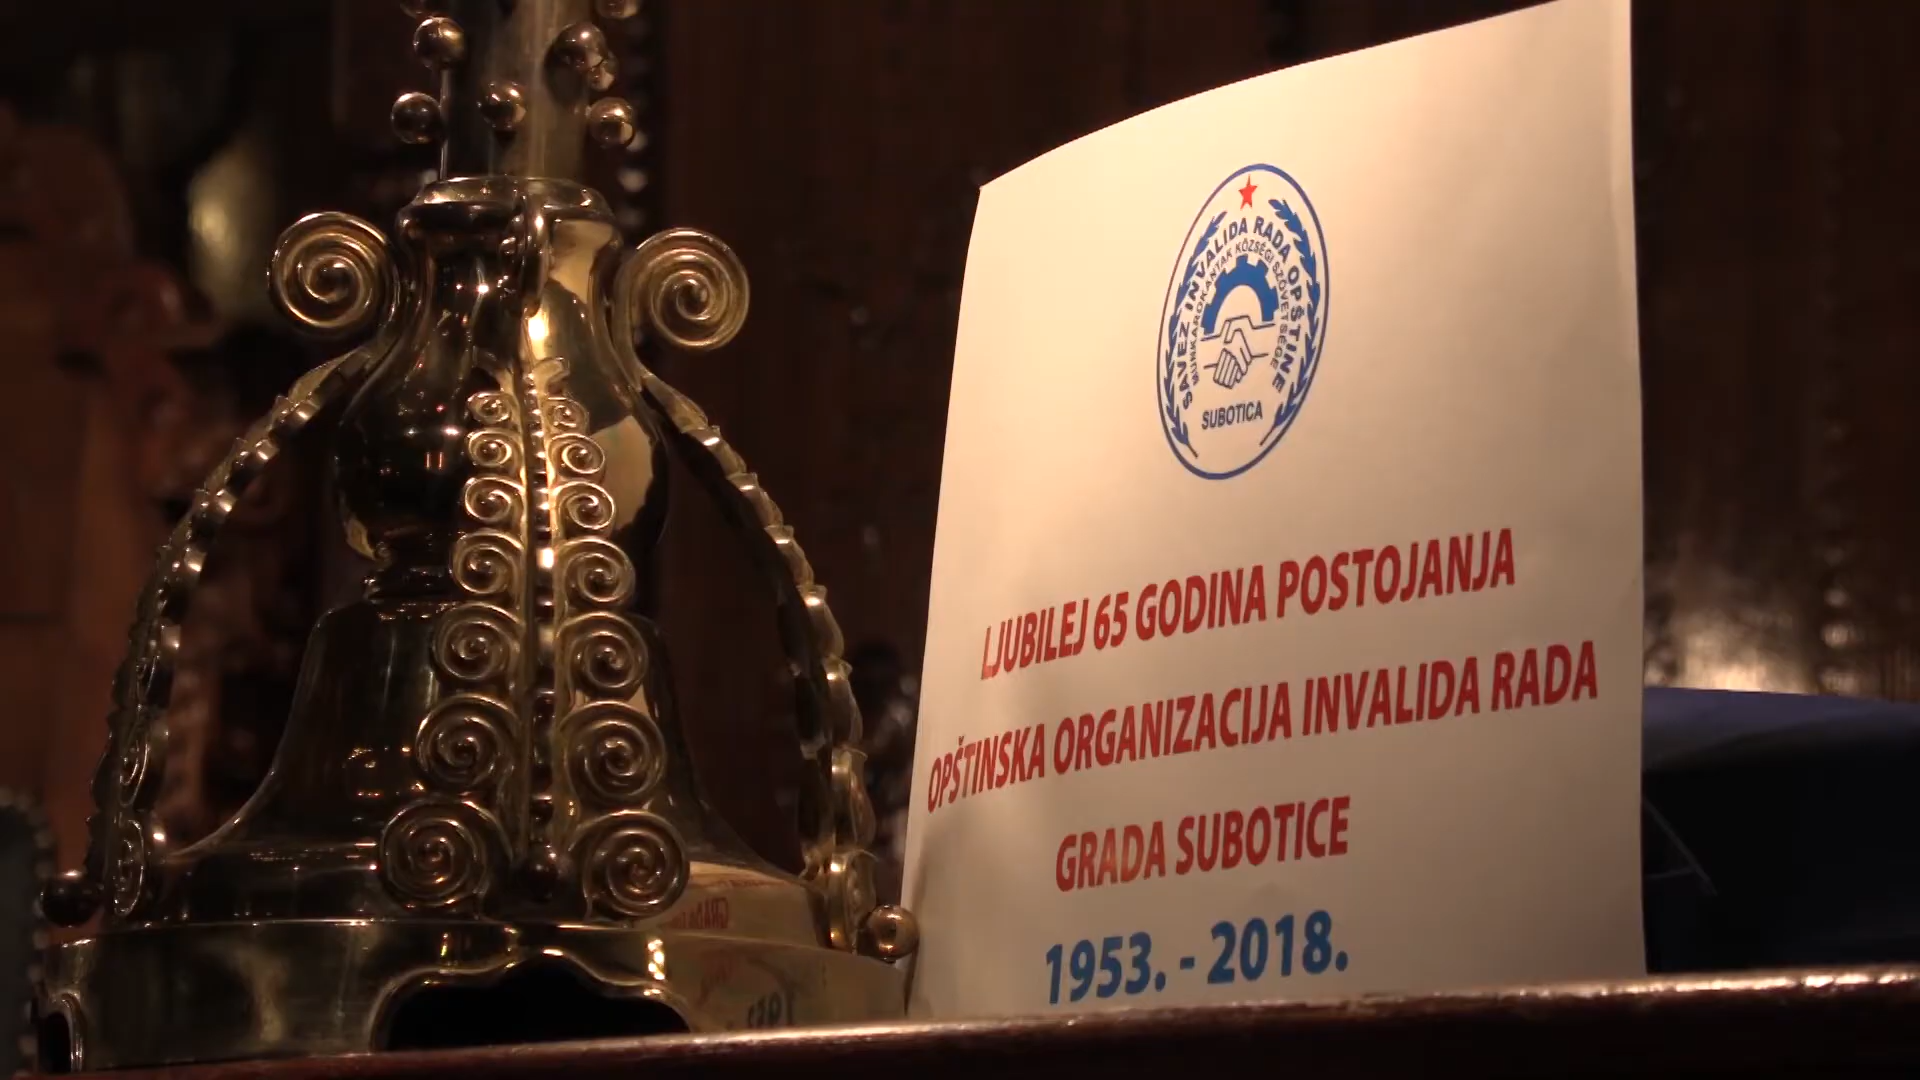 SAVEZ INVALIDA RADA OPŠTINE
MUNKAROKANTAK KÖZSÉGI SZÖVETSÉGE
SUBOTICA
LJUBILEJ 65 GODINA POSTOJANJA
OPŠTINSKA ORGANIZACIJA INVALIDA RADA
GRADA SUBOTICE
1953. - 2018.